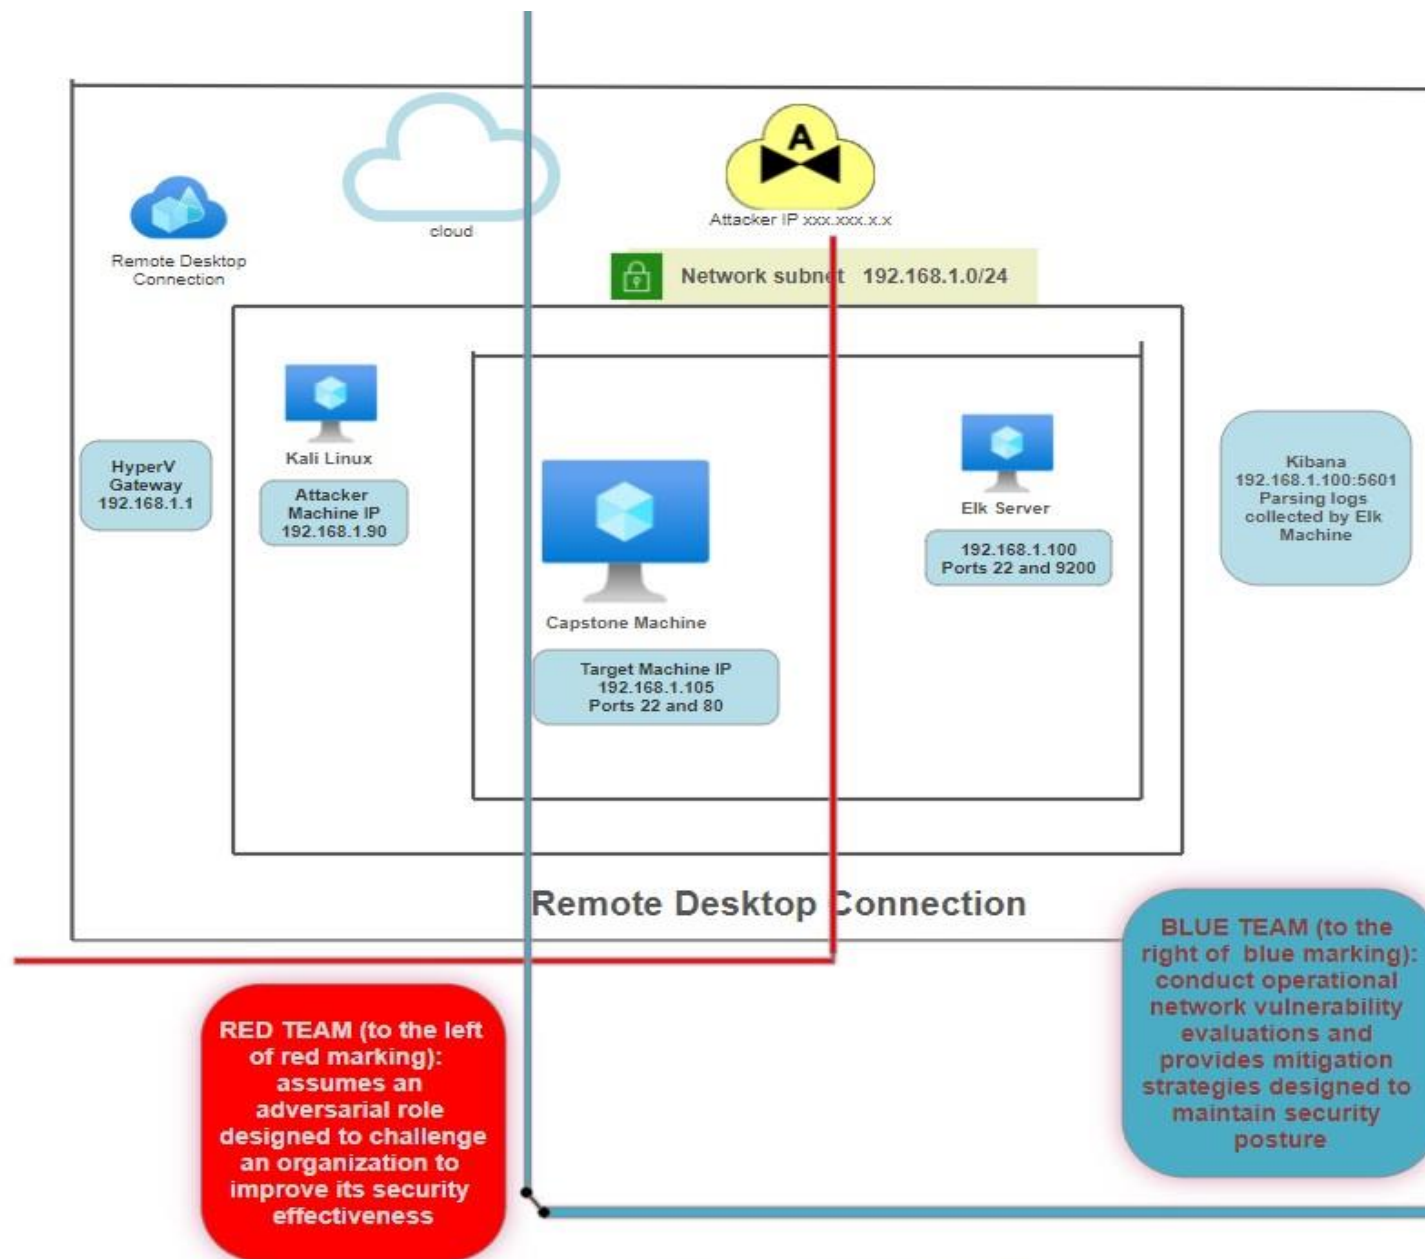 A
Attacker IP xxx.xxx.x.x
cloud
Remote Desktop
Connection
Network subnet 192.168.1.0/24
Kali Linux
Attacker
Machine IP
192.168.1.90
HyperV
Gateway
192.168.1.1
Capstone Machine
Target Machine IP
192.168.1.105
Ports 22 and 80
Elk Server
192.168.1.100
Ports 22 and 9200
Kibana
192.168.1.100:5601
Parsing logs
collected by Elk
Machine
Remote Desktop Connection
RED TEAM (to the left
of red marking):
assumes an
adversarial role
designed to challenge
an organization to
improve its security
effectiveness
BLUE TEAM (to the
right of blue marking):
conduct operational
network vulnerability
evaluations and
provides mitigation
strategies designed to
maintain security
posture